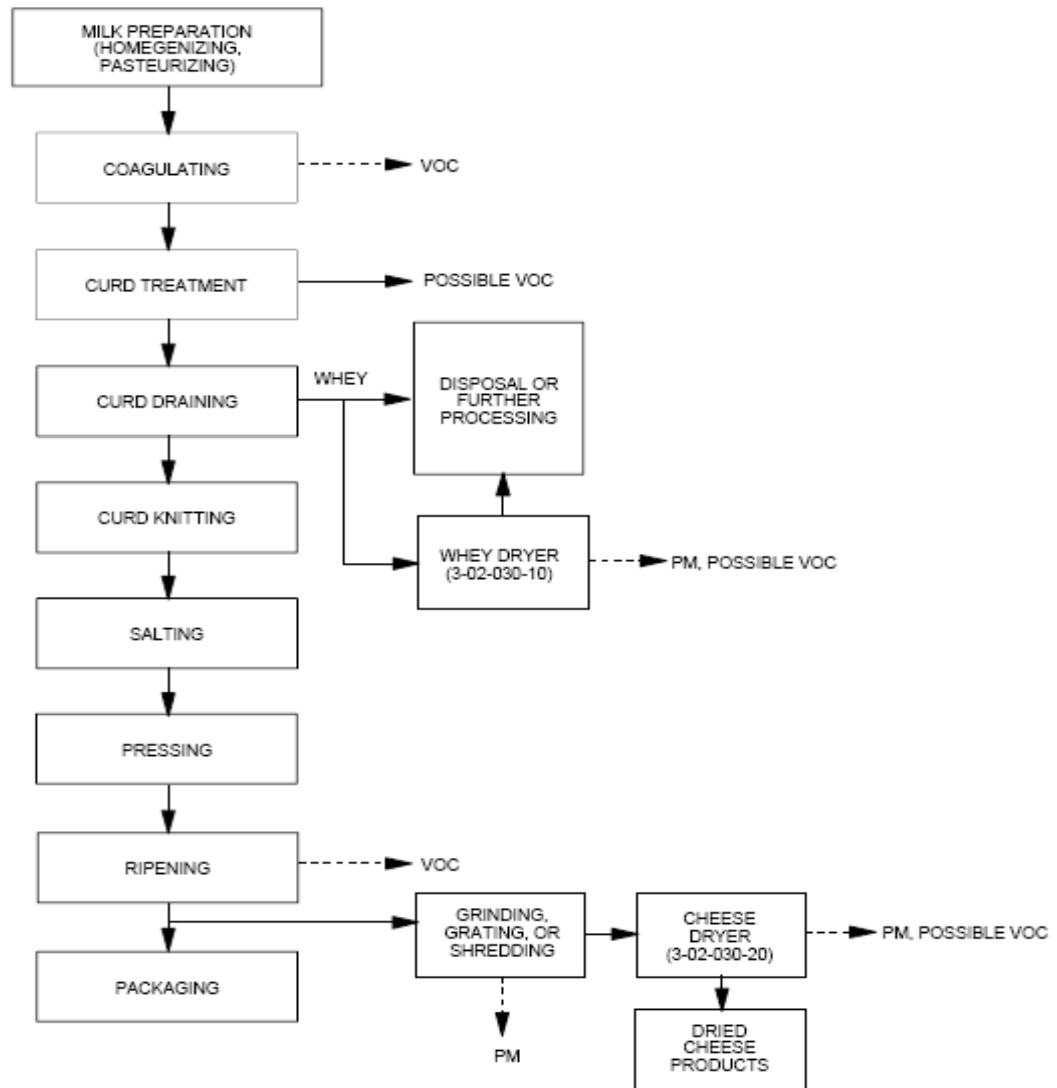 MILK PREPARATION
(HOMEGENIZING,
PASTEURIZING)
COAGULATING
VOC
CURD TREATMENT
POSSIBLE VOC
CURD DRAINING
WHEY
DISPOSAL OR
FURTHER
PROCESSING
CURD KNITTING
WHEY DRYER
(3-02-030-10)
PM, POSSIBLE VOC
SALTING
PRESSING
RIPENING
VOC
GRINDING,
GRATING, OR
SHREDDING
CHEESE
DRYER
(3-02-030-20)
PM, POSSIBLE VOC
PACKAGING
PM
DRIED
CHEESE
PRODUCTS